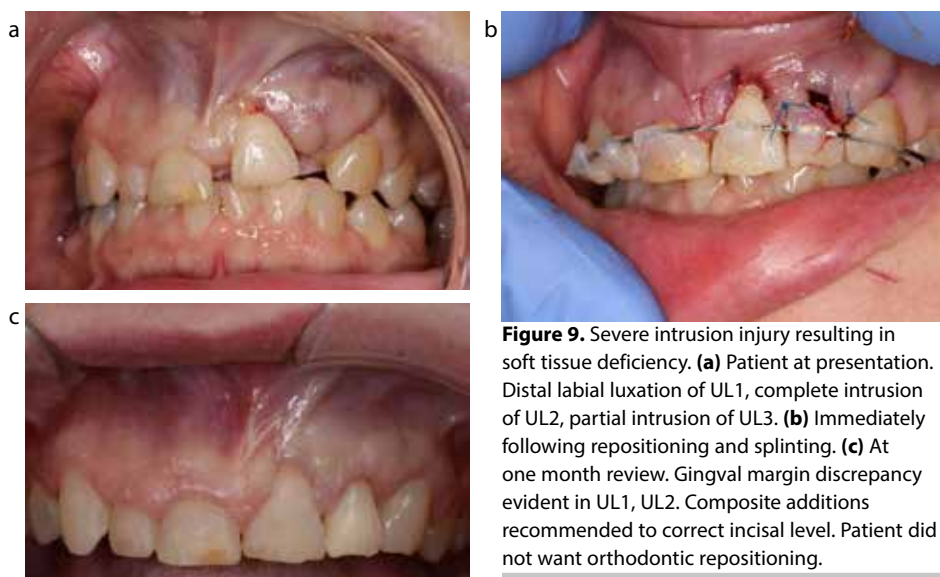 a
b
c
Figure 9. Severe intrusion injury resulting in
soft tissue deficiency. (a) Patient at presentation.
Distal labial luxation of UL1, complete intrusion
of UL2, partial intrusion of UL3. (b) Immediately
following repositioning and splinting. (c) At
one month review. Gingval margin discrepancy
evident in UL1, UL2. Composite additions
recommended to correct incisal level. Patient did
not want orthodontic repositioning.